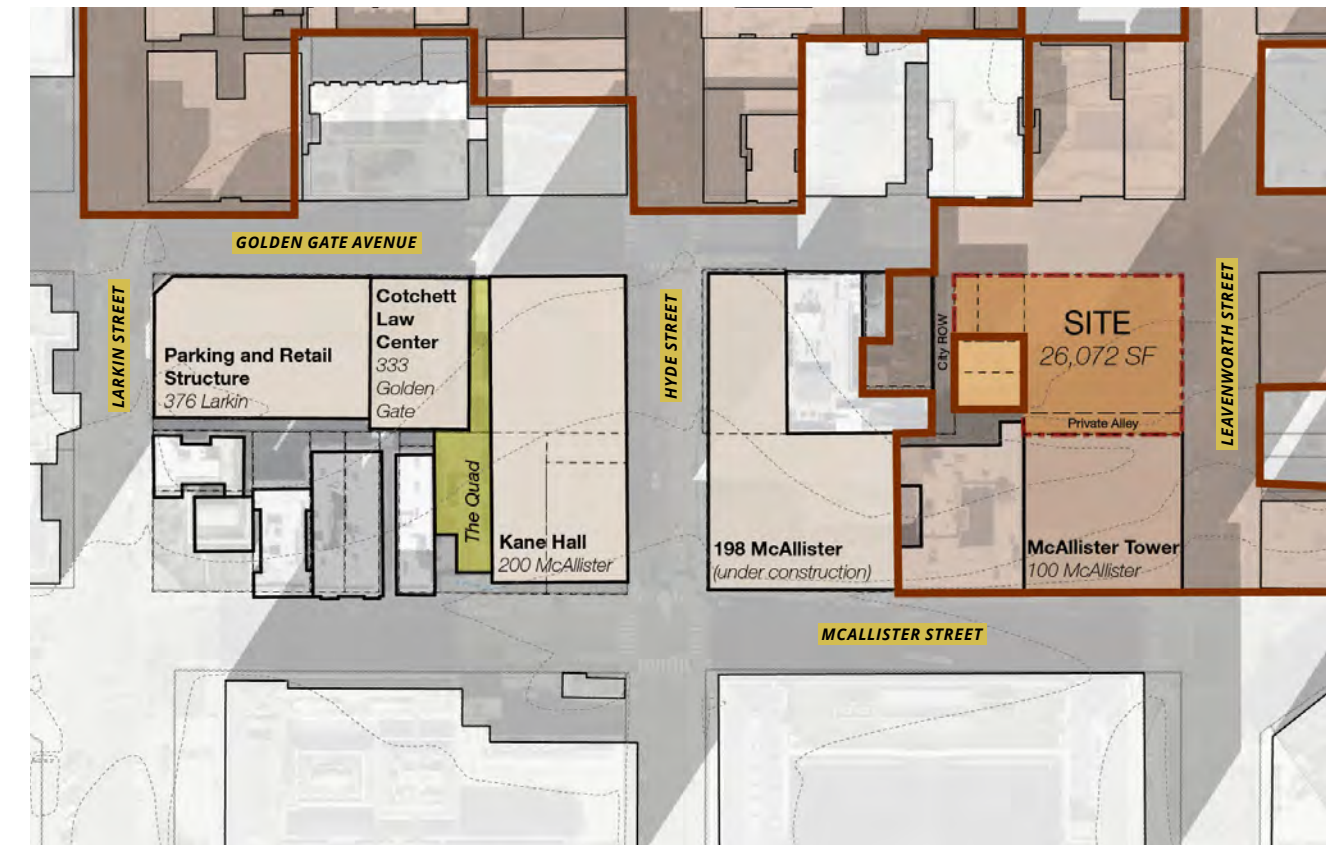 GOLDEN GATE AVENUE
LARKIN STREET
Parking and Retail
Structure
376 Larkin
Cotchett
Law
Center
333
Golden
Gate
The Quad
Kane Hall
200 McAllister
HYDE STREET
198 McAllister
(under construction)
City ROW
SITE
26,072 SF
Private Alley
McAllister Tower
100 McAllister
LEAVENWORTH STREET
MCALLISTER STREET